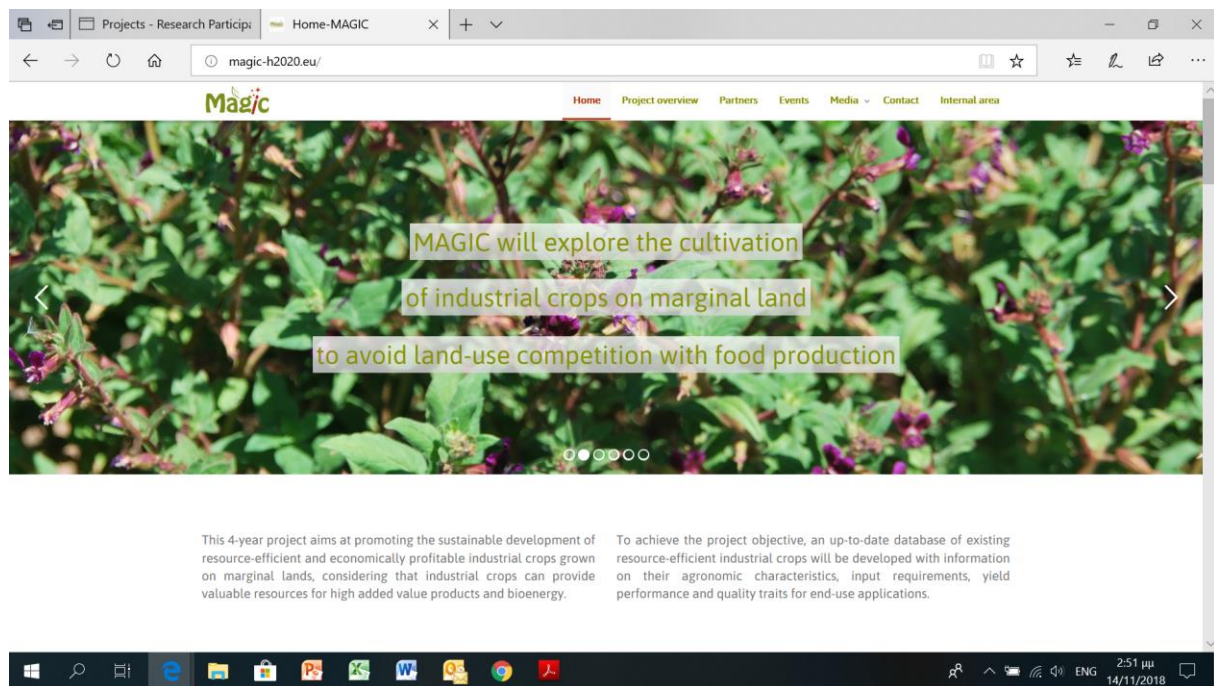 Projects - Research Participa
Home-MAGIC
magic-h2020.eu/
Magic
Home Project overview Partners Events Media Contact Internal area
MAGIC will explore the cultivation
of industrial crops on marginal land
to avoid land-use competition with food production
This 4-year project aims at promoting the sustainable development of
resource-efficient and economically profitable industrial crops grown
on marginal lands, considering that industrial crops can provide
valuable resources for high added value products and bioenergy.
To achieve the project objective, an up-to-date database of existing
resource-efficient industrial crops will be developed with information
on their agronomic characteristics, input requirements, yield
performance and quality traits for end-use applications.
ENG
2:51 μμ
14/11/2018